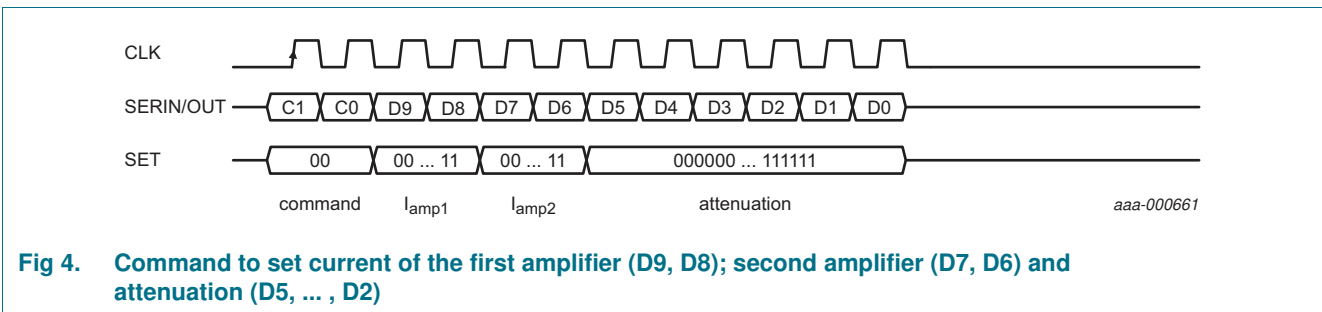 CLK
SERIN/OUT C1 C0 D9 D8 D7 D6 D5 D4 D3 D2 D1 D0
SET 00 00 ... 11 00 ... 11 000000 ... 111111
command Iamp1 Iamp2 attenuation aaa-000661
Fig 4. Command to set current of the first amplifier (D9, D8); second amplifier (D7, D6) and
attenuation (D5, ... , D2)